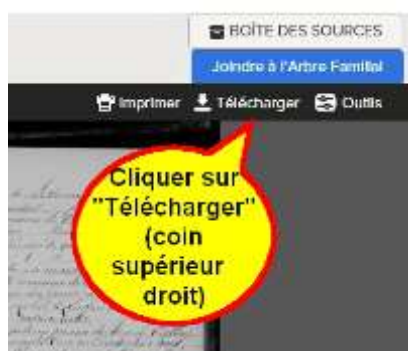 BOÎTE DES SOURCES
Joindre à l'Arbre Familial
Imprimer Télécharger Outils
Cliquer sur
"Télécharger"
(coin
supérieur
droit)